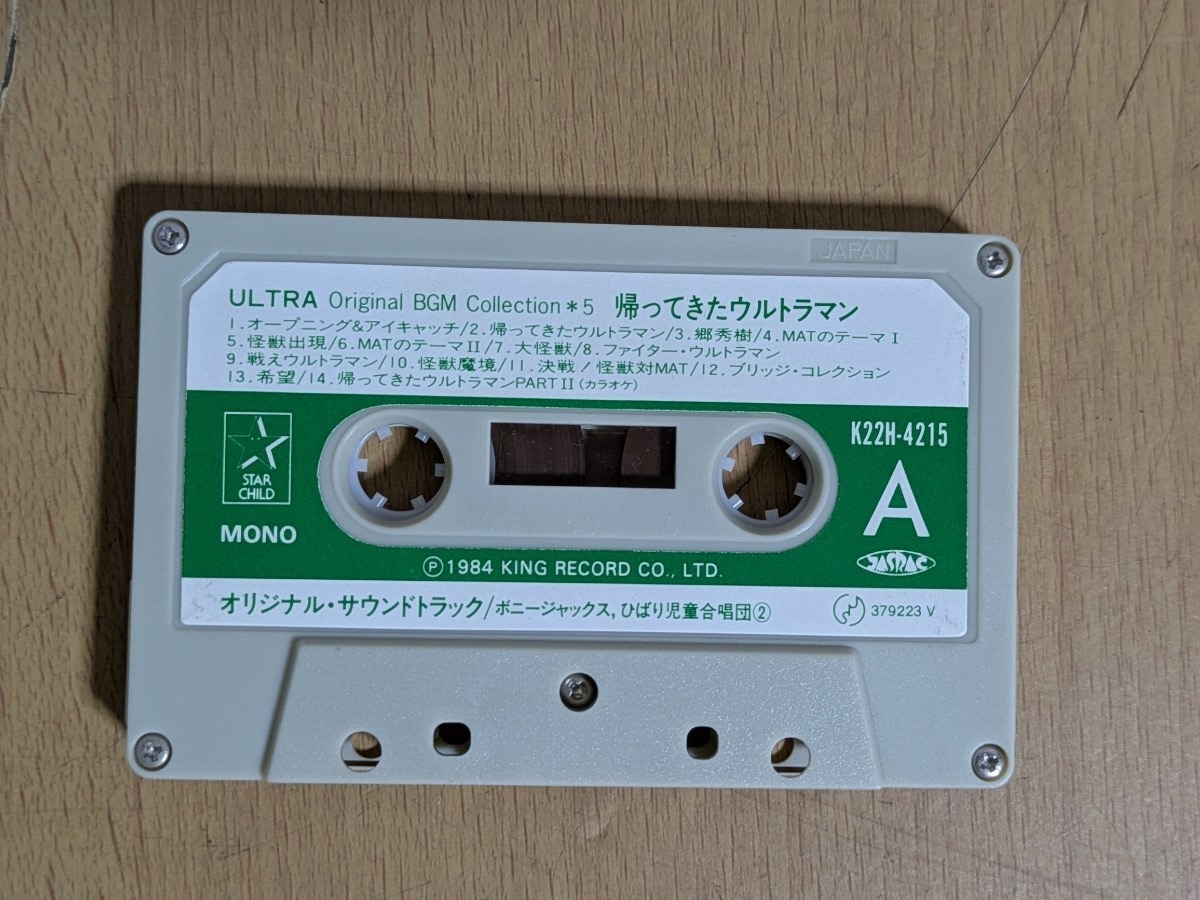 JAPAN
ULTRA Original BGM Collection*5 帰ってきたウルトラマン
1.オープニング&アイキャッチ/2.帰ってきたウルトラマン/3.郷秀樹/4.MATのテーマI
5.怪獣出現/6.MATのテーマII/7.大怪獣/8.ファイター・ウルトラマン
9.戦えウルトラマン/10.怪獣魔境/11.決戦!怪獣対MAT/12.ブリッジ・コレクション
13.希望/14.帰ってきたウルトラマンPART II(カラオケ)
K22H-4215
STAR
CHILD
A
MONO
JASRAC
Ⓟ1984 KING RECORD CO., LTD.
オリジナル・サウンドトラック/ボニージャックス,ひばり児童合唱団②
379223 V